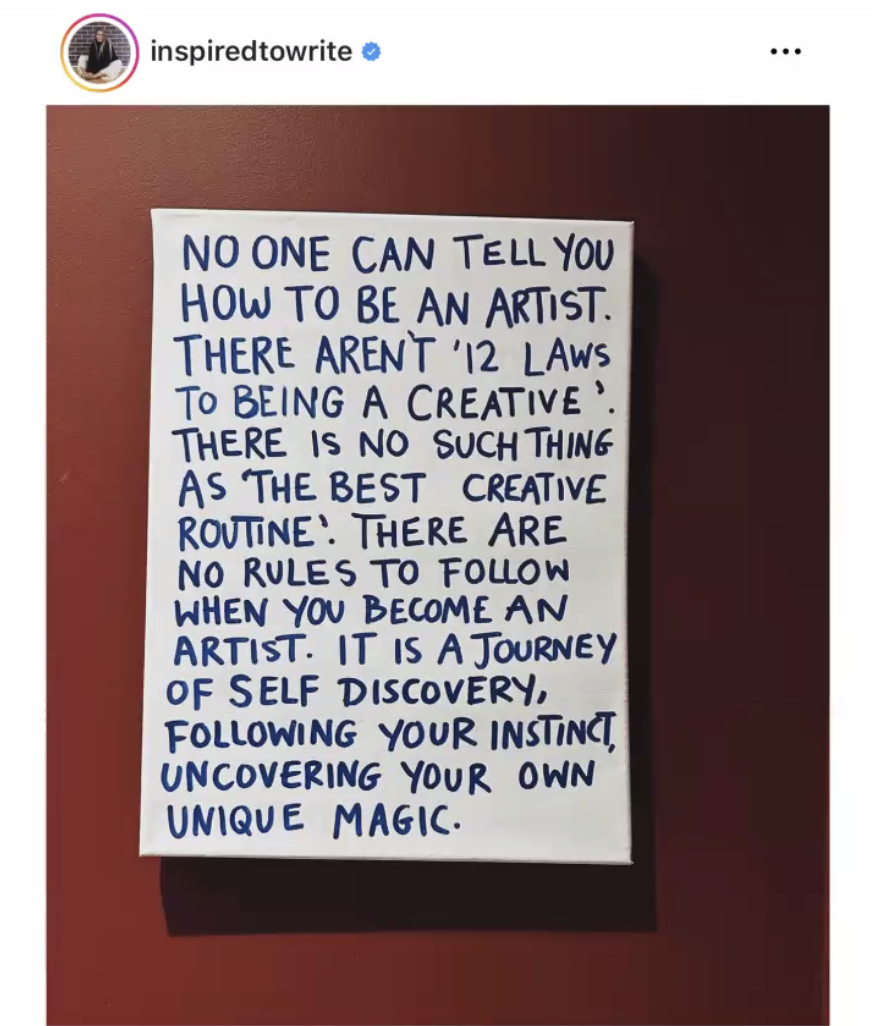 inspiredtowrite
NO ONE CAN TELL YOU
HOW TO BE AN ARTIST.
THERE AREN'T '12 LAWS
TO BEING A CREATIVE'.
THERE IS NO SUCH THING
AS 'THE BEST CREATIVE
ROUTINE'. THERE ARE
NO RULES TO FOLLOW
WHEN YOU BECOME AN
ARTIST. IT IS A JOURNEY
OF SELF DISCOVERY,
FOLLOWING YOUR INSTINCT,
UNCOVERING YOUR OWN
UNIQUE MAGIC.